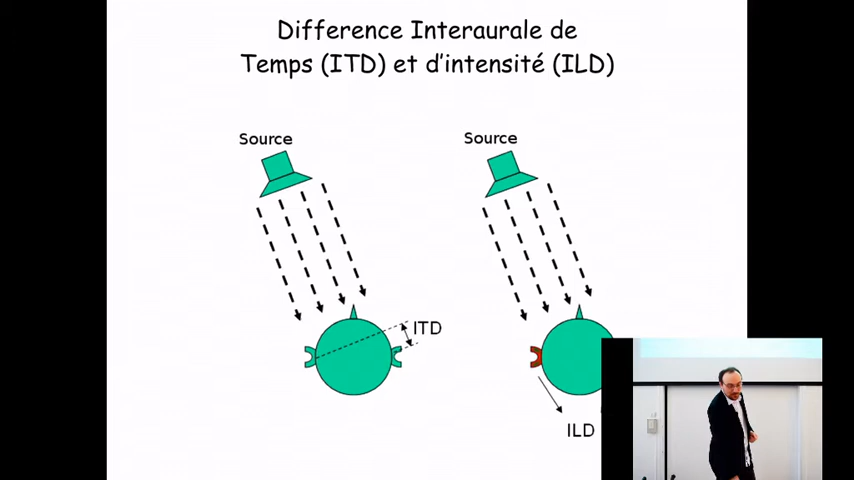 Difference Interaurale de
Temps (ITD) et d'intensité (ILD)
Source
Source
ITD
ILD